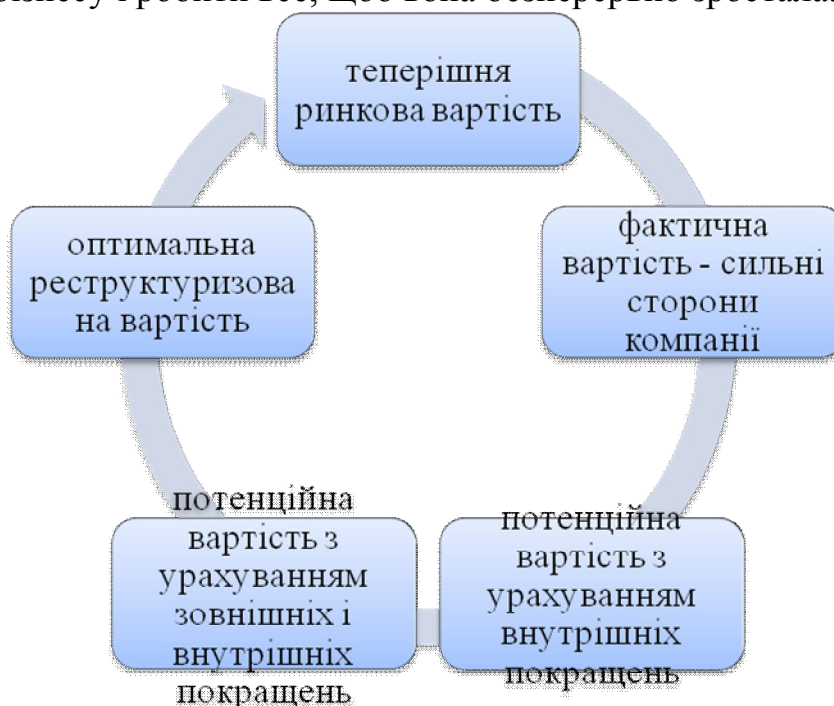 бізнесу і робити все, щоб вона безперервно зростала.
теперішня
ринкова вартість
фактична
вартість - сильні
сторони
компанії
потенційна
вартість з
урахуванням
внутрішніх
покращень
потенційна
вартість з
урахуванням
зовнішніх і
внутрішніх
покращень
оптимальна
реструктуризова
на вартість